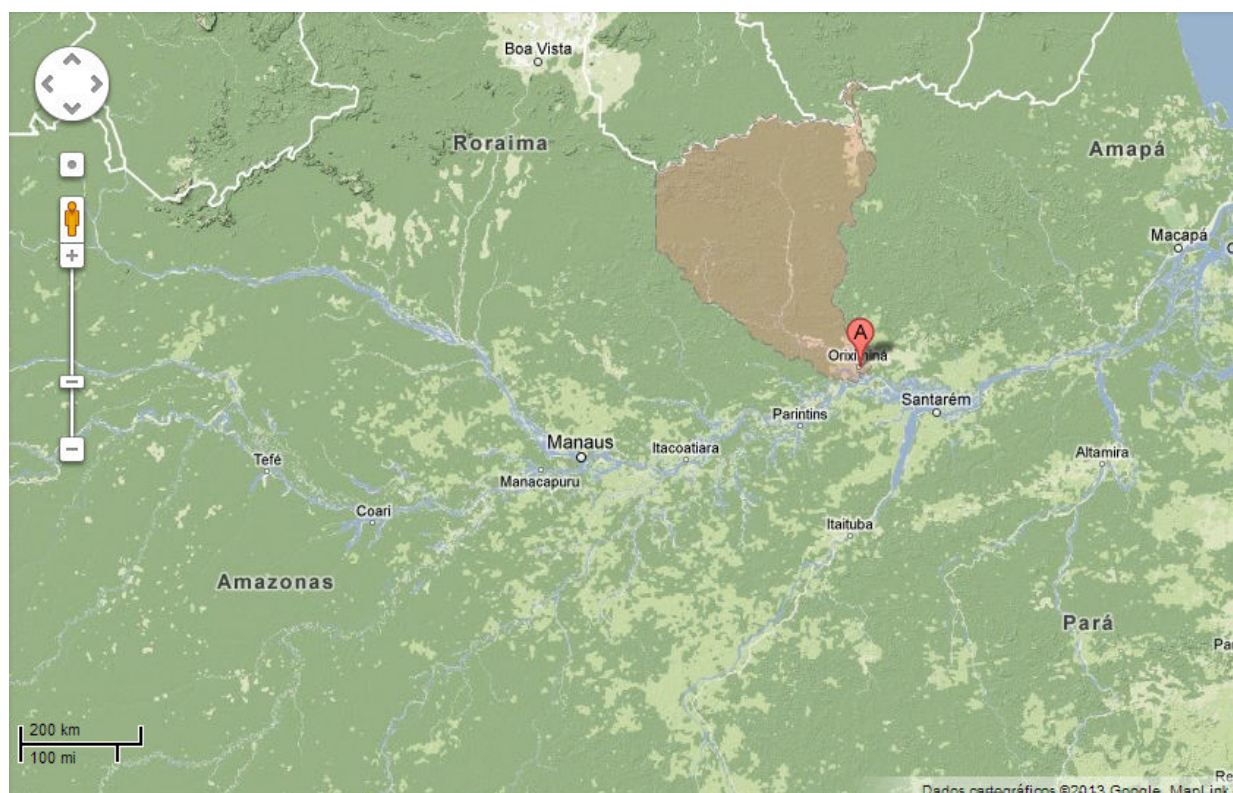 Boa Vista
Roraima
Amapá
Macapá
A
Oriximiná
Santarém
Parintins
Manaus
Itacoatiara
Altamira
Tefé
Manacapuru
Coari
Itaituba
Amazonas
Pará
200 km
100 mi
Dados cartográficos ©2013 Google, MapLink